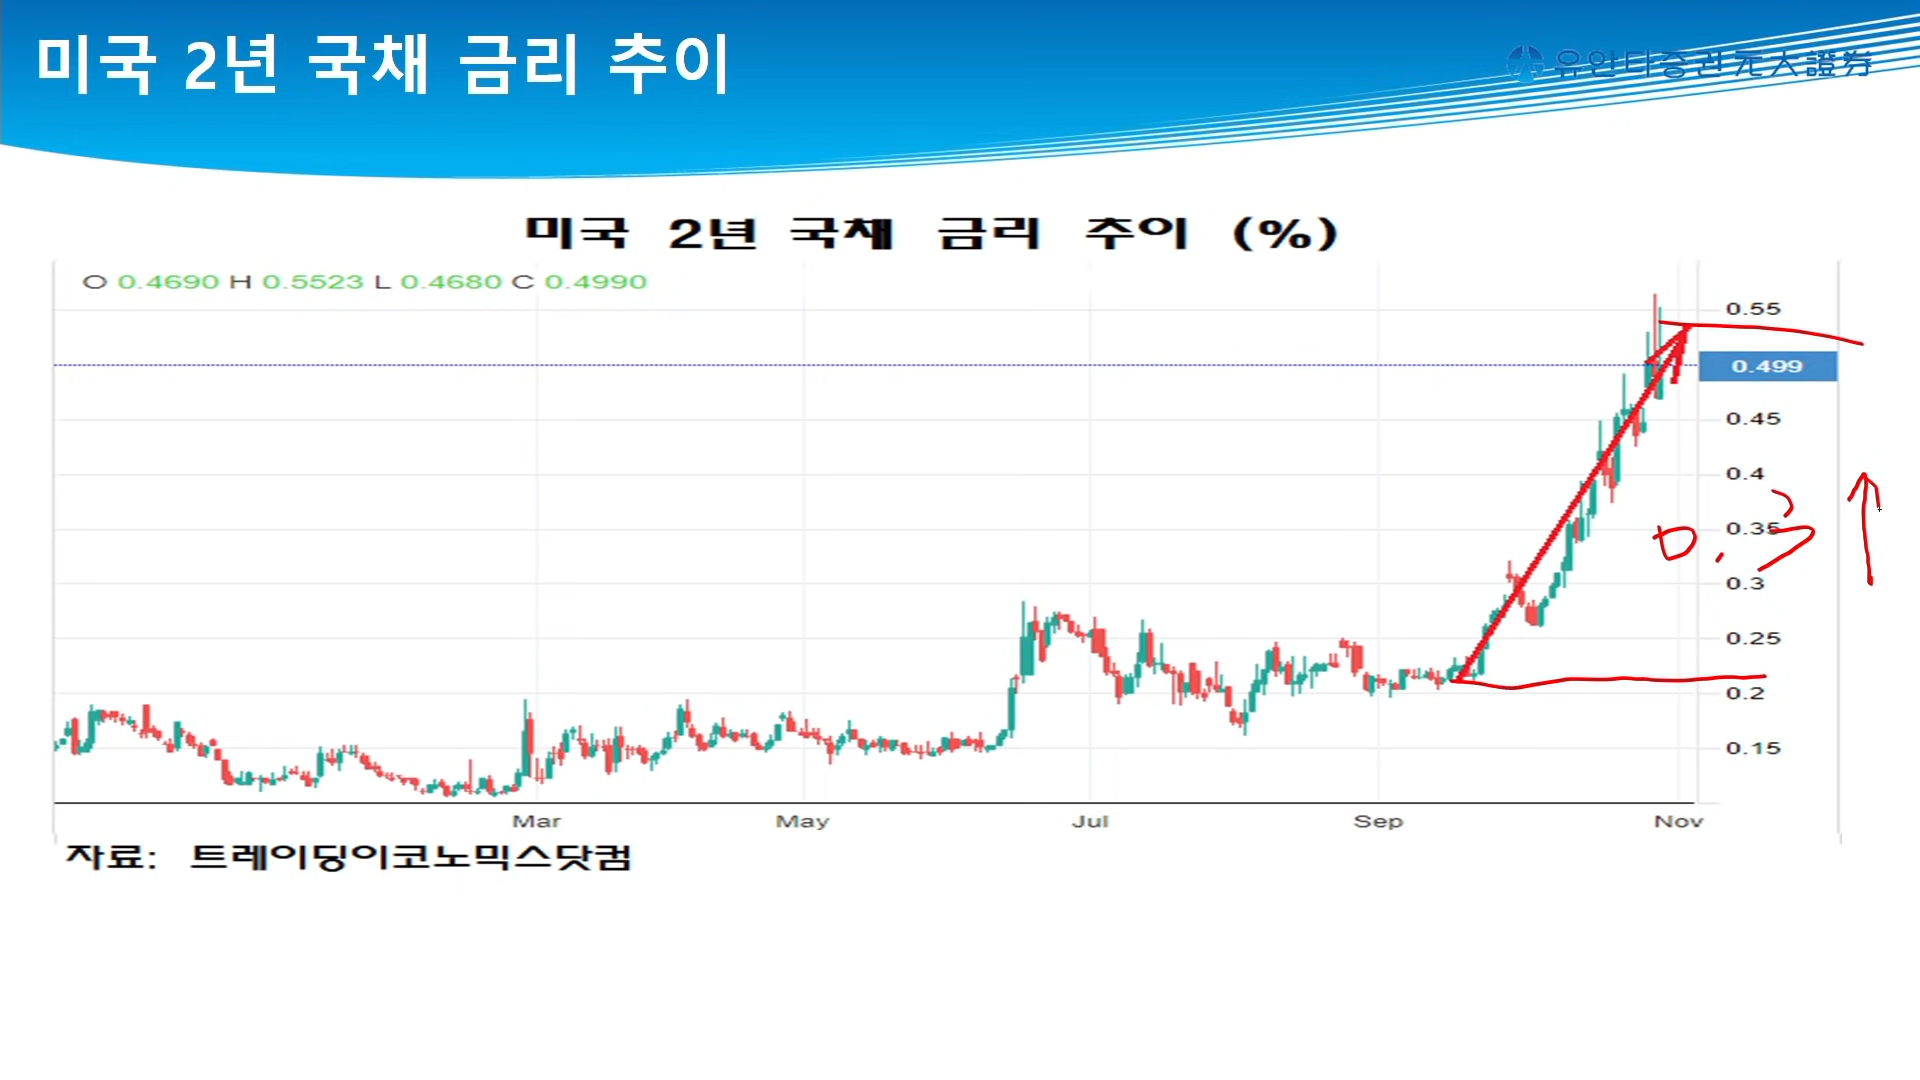 미국 2년 국채 금리 추이
유안타증권 元大證券
미국 2년 국채 금리 추이 (%)
O 0.4690 H 0.5523 L 0.4680 C 0.4990
0.55
0.499
0.45
0.4
0.35
0.3
0.25
0.2
0.15
0.3↑
Mar May Jul Sep Nov
자료: 트레이딩이코노믹스닷컴